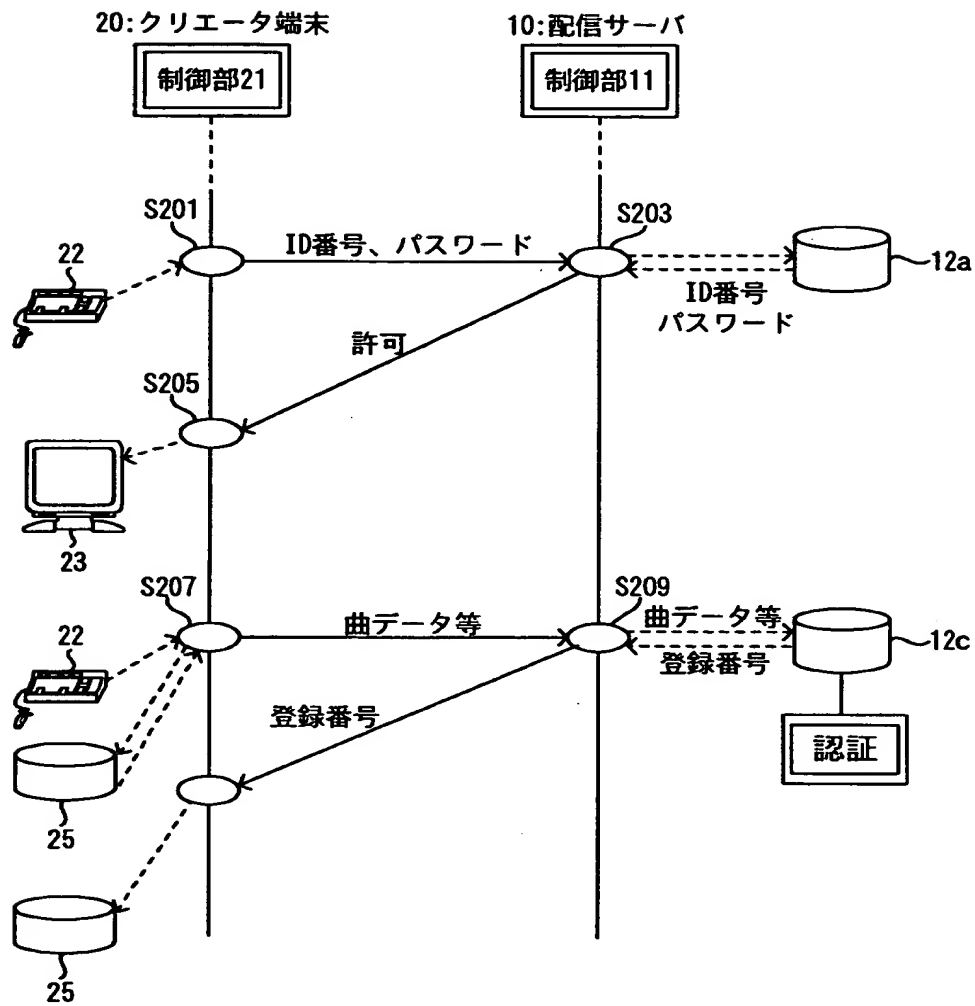 20:クリエータ端末
10:配信サーバ
制御部21
制御部11
S201
S203
ID番号、パスワード
22
12a
ID番号
パスワード
許可
S205
23
S207
S209
曲データ等
曲データ等
12c
登録番号
22
登録番号
認証
25
25